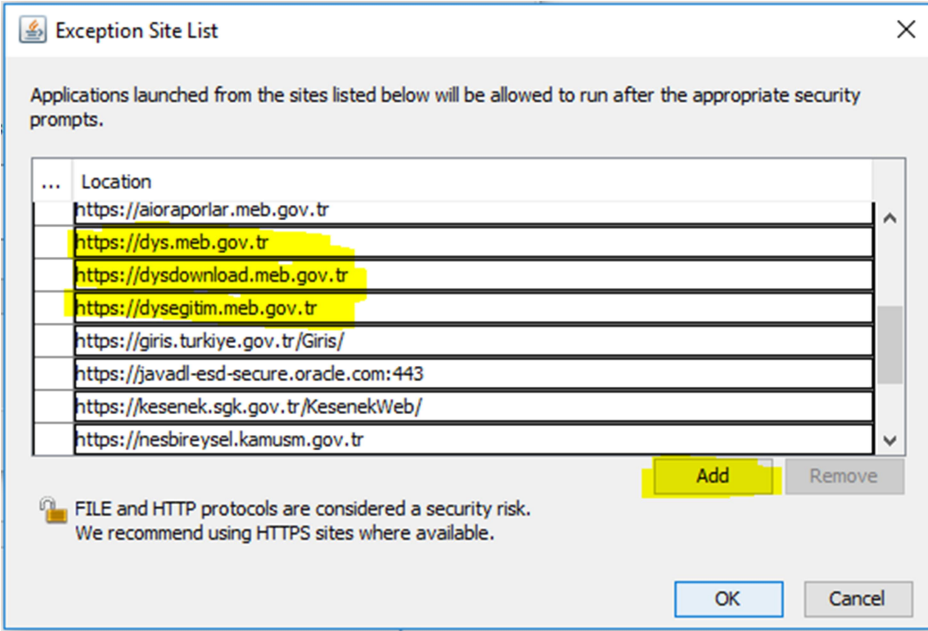 Exception Site List
Applications launched from the sites listed below will be allowed to run after the appropriate security
prompts.
... Location
https://aioraporlar.meb.gov.tr
https://dys.meb.gov.tr
https://dysdownload.meb.gov.tr
https://dysegitim.meb.gov.tr
https://giris.turkiye.gov.tr/Giris/
https://javadl-esd-secure.oracle.com:443
https://kesenek.sgk.gov.tr/KesenekWeb/
https://nesbireysel.kamusm.gov.tr
Add Remove
FILE and HTTP protocols are considered a security risk.
We recommend using HTTPS sites where available.
OK Cancel